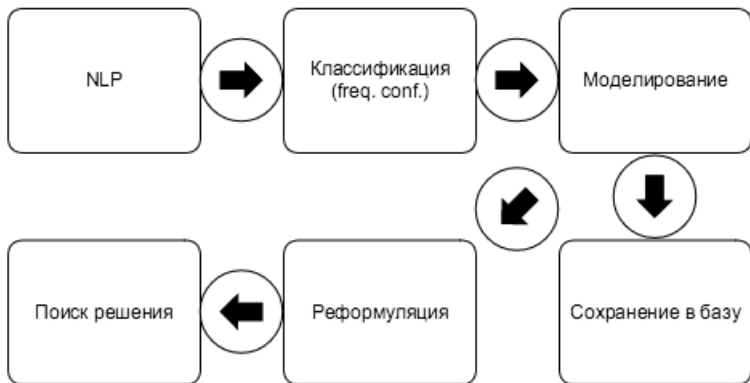 NLP
Классификация
(freq. conf.)
Моделирование
Поиск решения
Реформуляция
Сохранение в базу